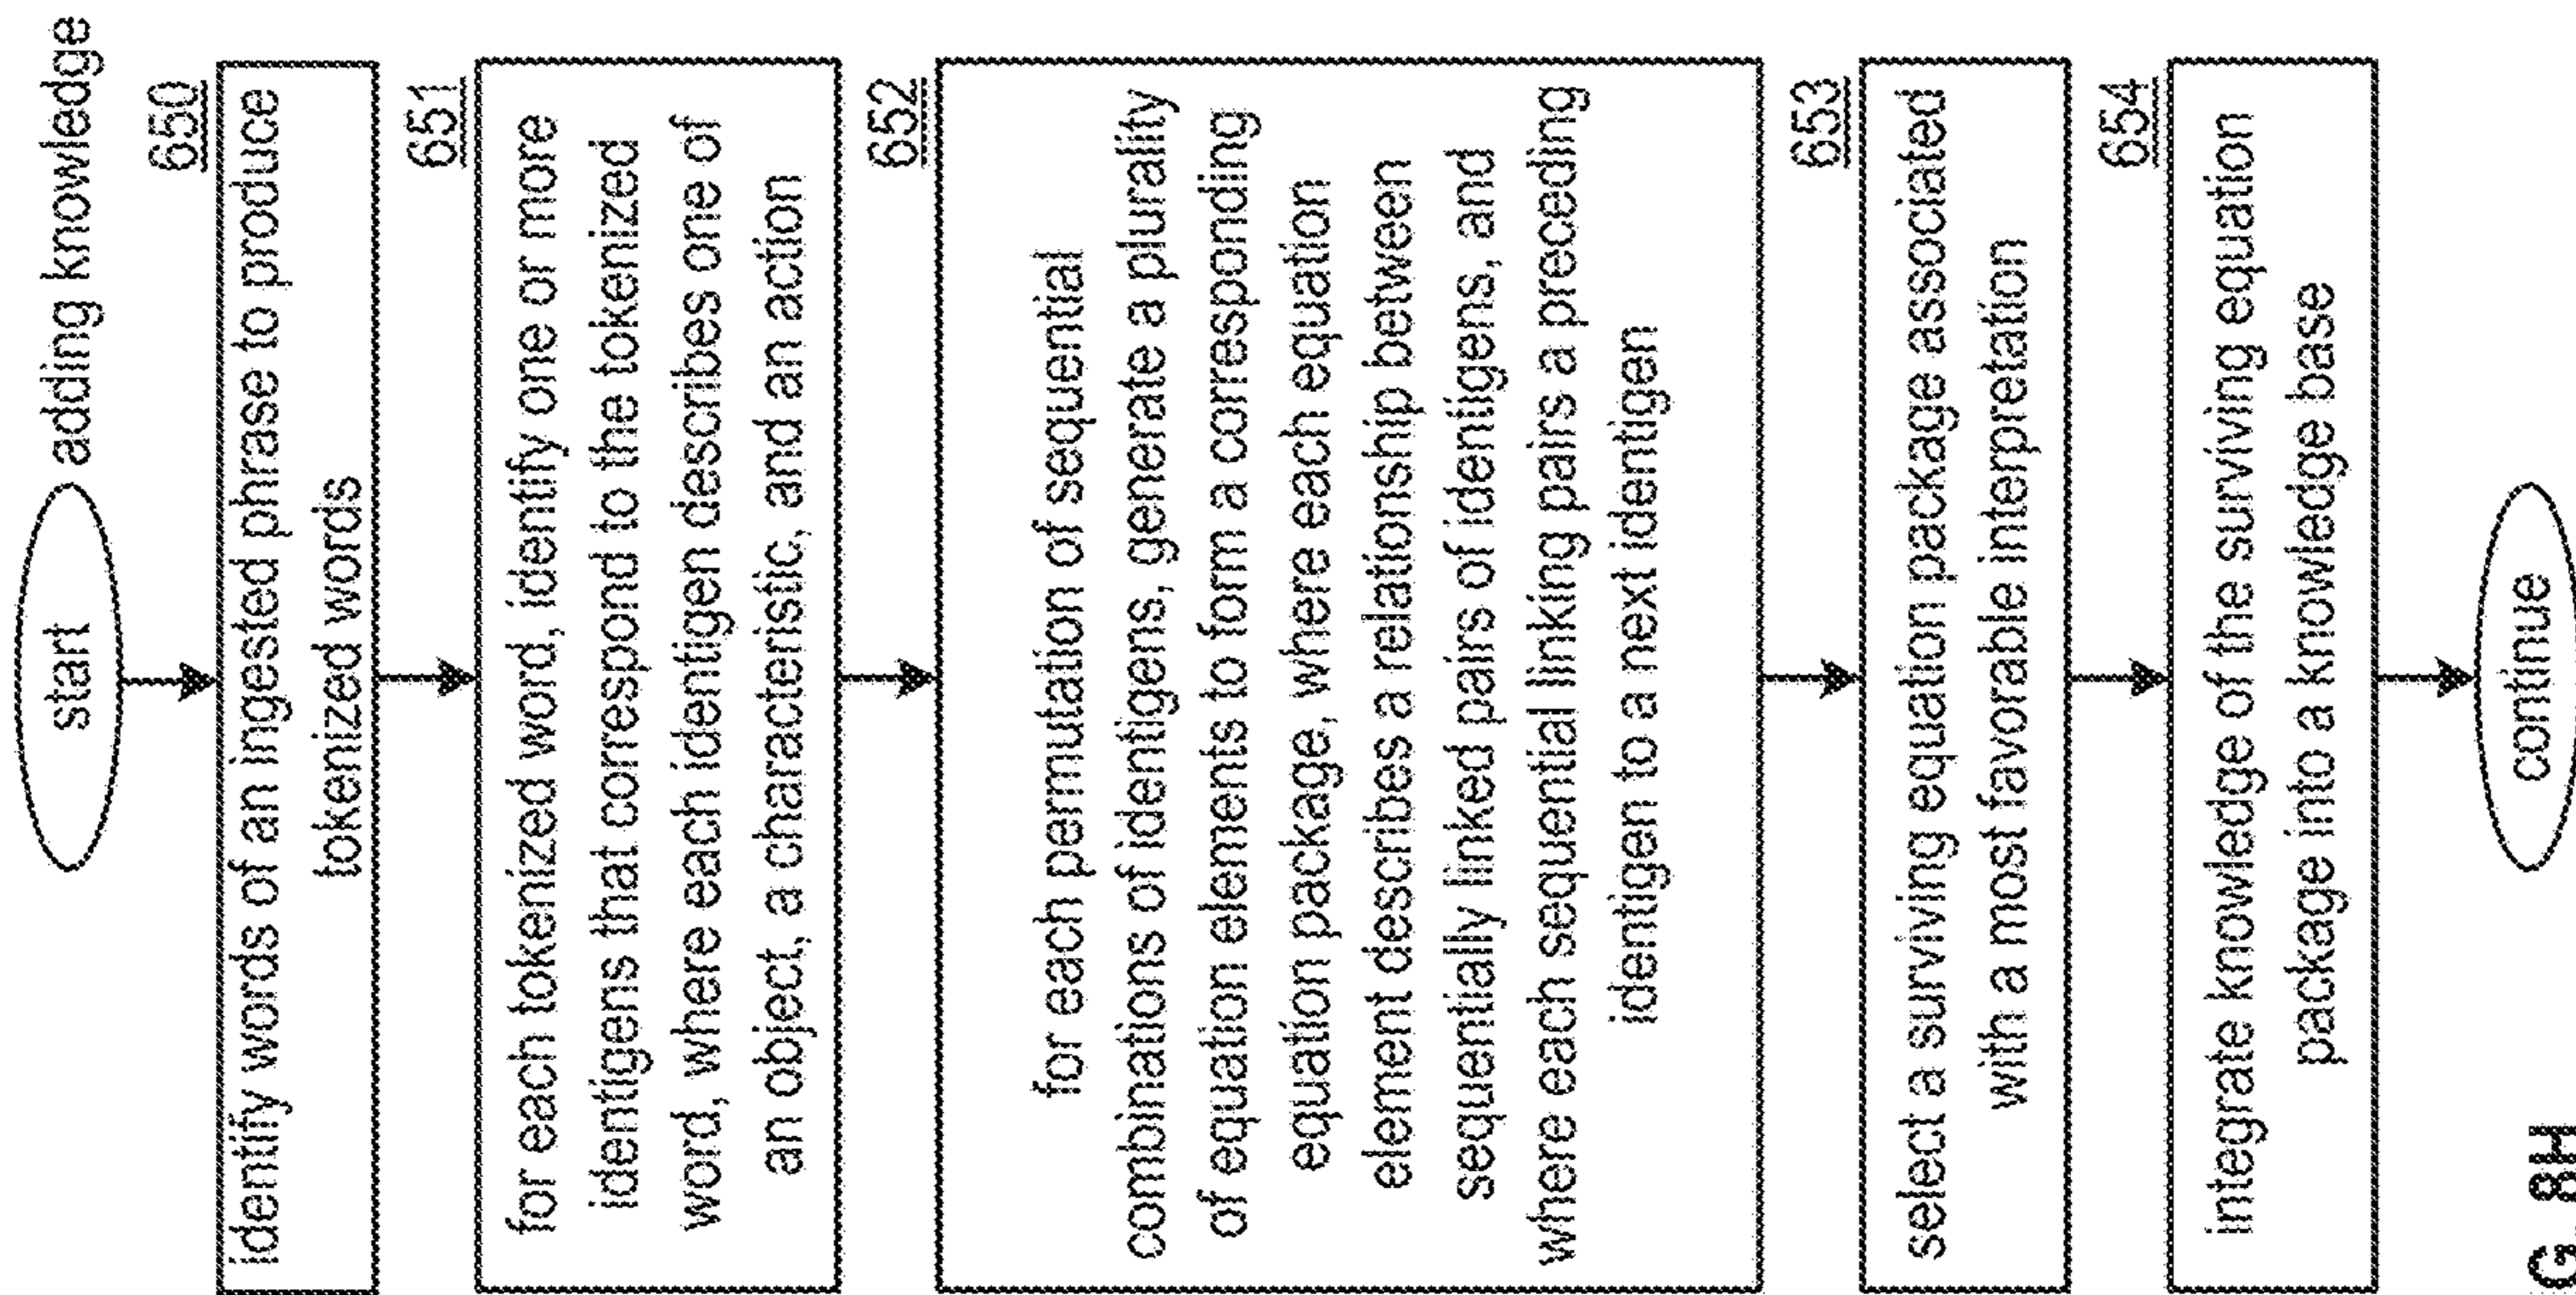 start
adding knowledge
650
identify words of an ingested phrase to produce
tokenized words
651
for each tokenized word, identify one or more
identigens that correspond to the tokenized
word, where each identigen describes one of
an object, a characteristic, and an action
652
for each permutation of sequential
combinations of identigens, generate a plurality
of equation elements to form a corresponding
equation package, where each equation
element describes a relationship between
sequentially linked pairs of identigens, and
where each sequential linking pairs a preceding
identigen to a next identigen
653
select a surviving equation package associated
with a most favorable interpretation
654
integrate knowledge of the surviving equation
package into a knowledge base
continue
G. 8H